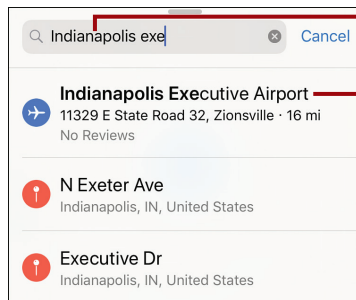 Indianapolis exe
Cancel
Indianapolis Executive Airport
11329 E State Road 32, Zionsville · 16 mi
No Reviews
N Exeter Ave
Indianapolis, IN, United States
Executive Dr
Indianapolis, IN, United States